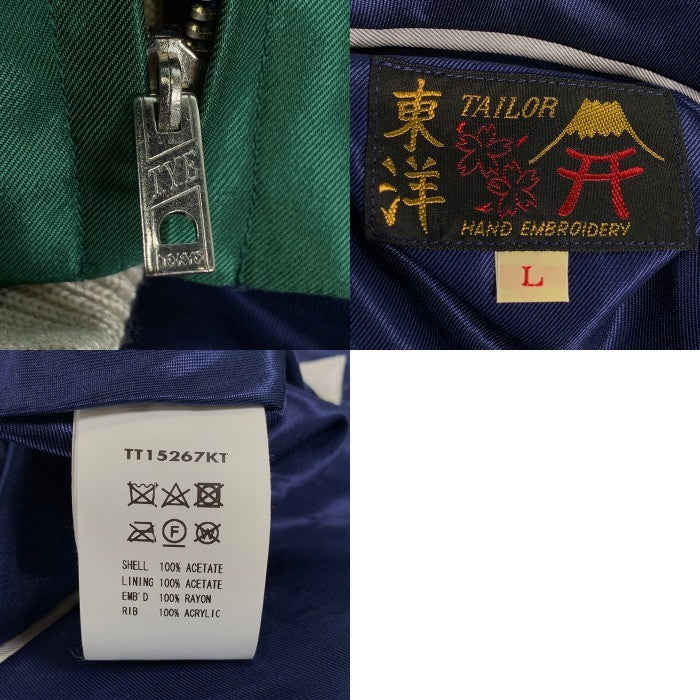 TYE
TOKYO
TAILOR
東洋
HAND EMBROIDERY
L
TT15267KT
F
W
SHELL 100% ACETATE
LINING 100% ACETATE
EMB'D 100% RAYON
RIB 100% ACRYLIC